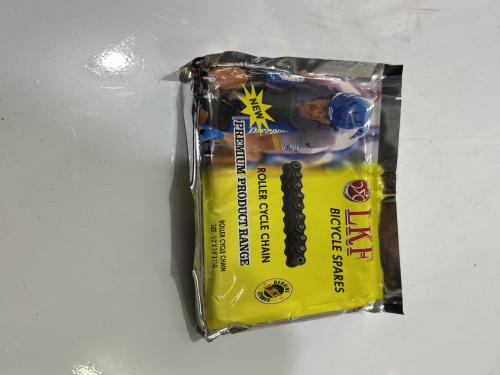 LKF
BICYCLE SPARES
NEW
ROLLER CYCLE CHAIN
PREMIUM PRODUCT RANGE
ROLLER CYCLE CHAIN